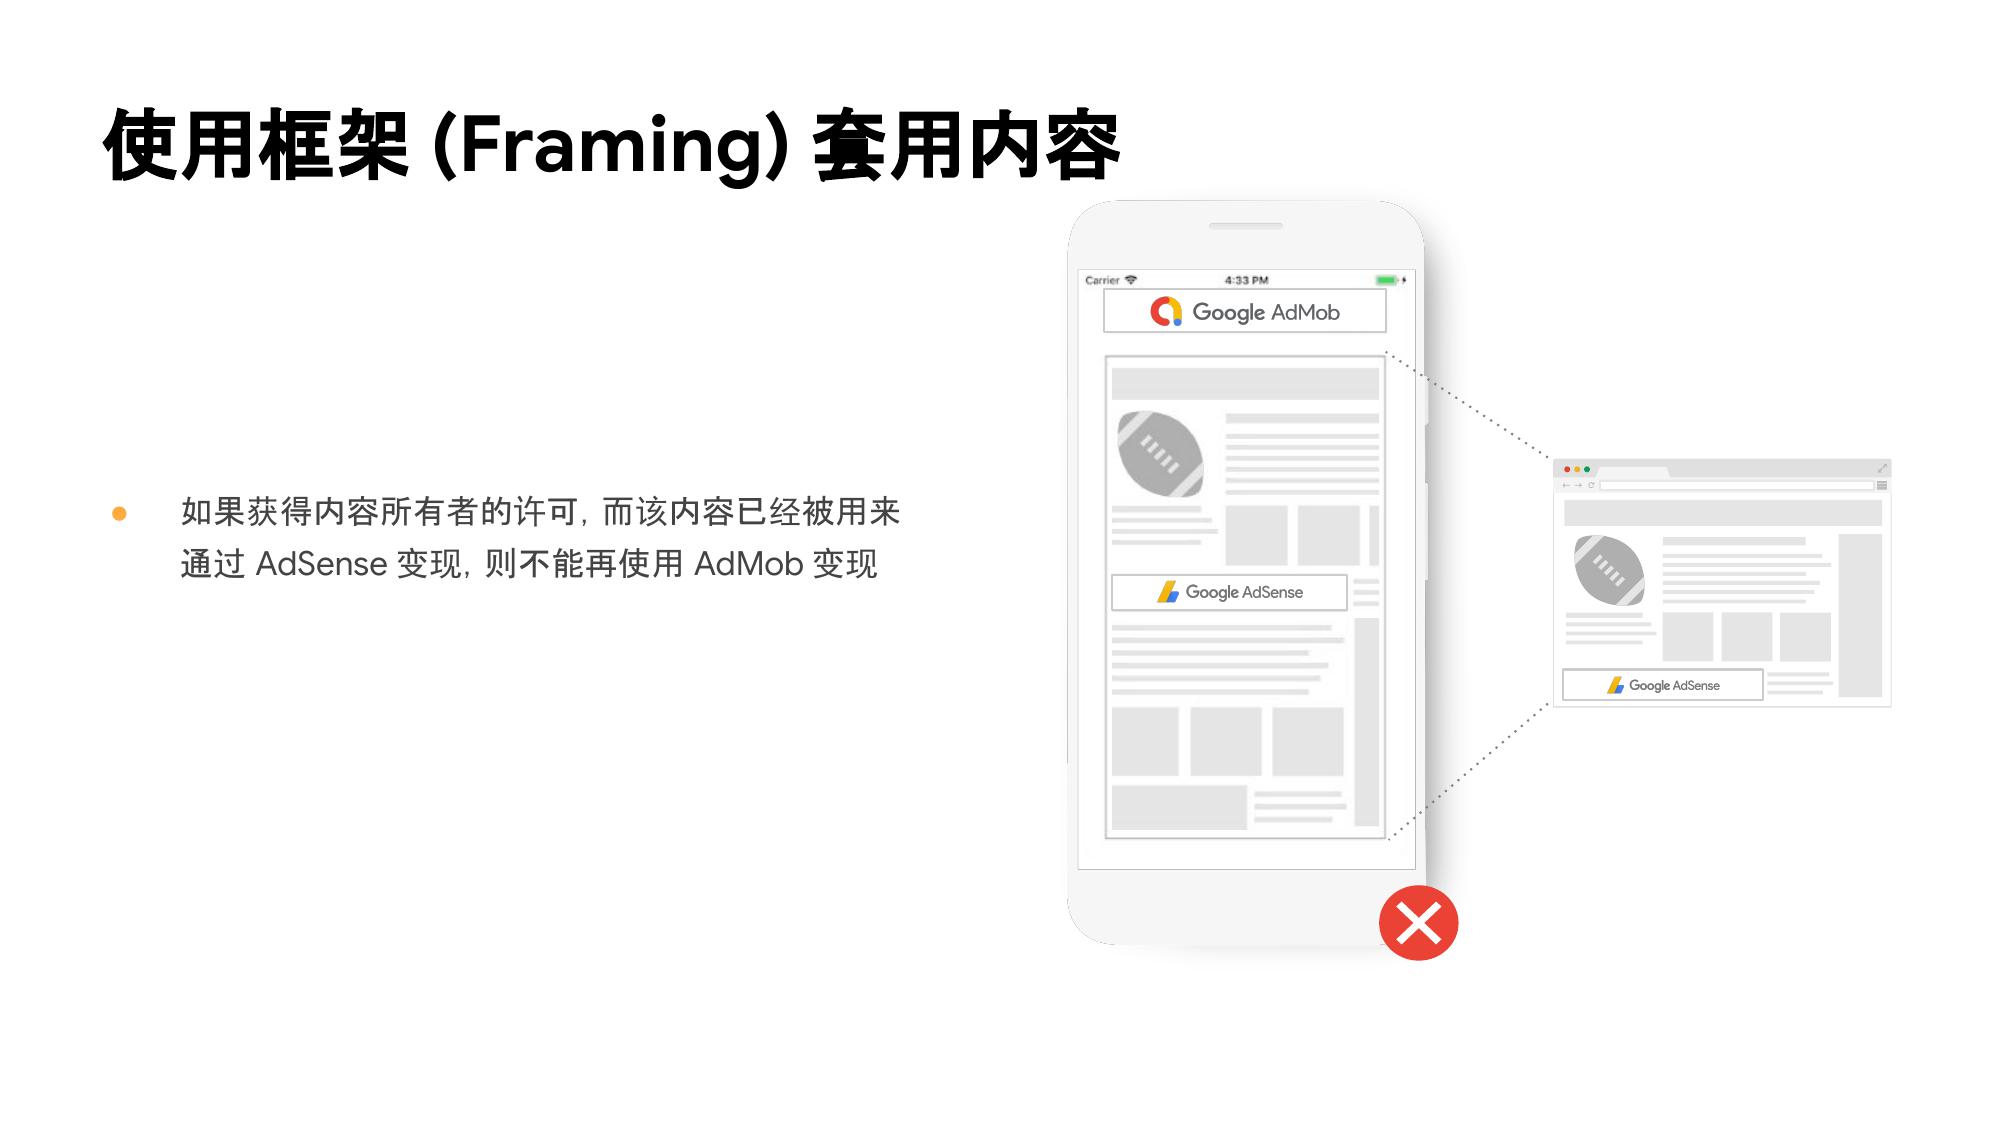 使用框架 (Framing) 套用内容
如果获得内容所有者的许可, 而该内容已经被用来
通过 AdSense 变现, 则不能再使用 AdMob 变现
Carrier 4:33 PM
Google AdMob
Google AdSense
Google AdSense